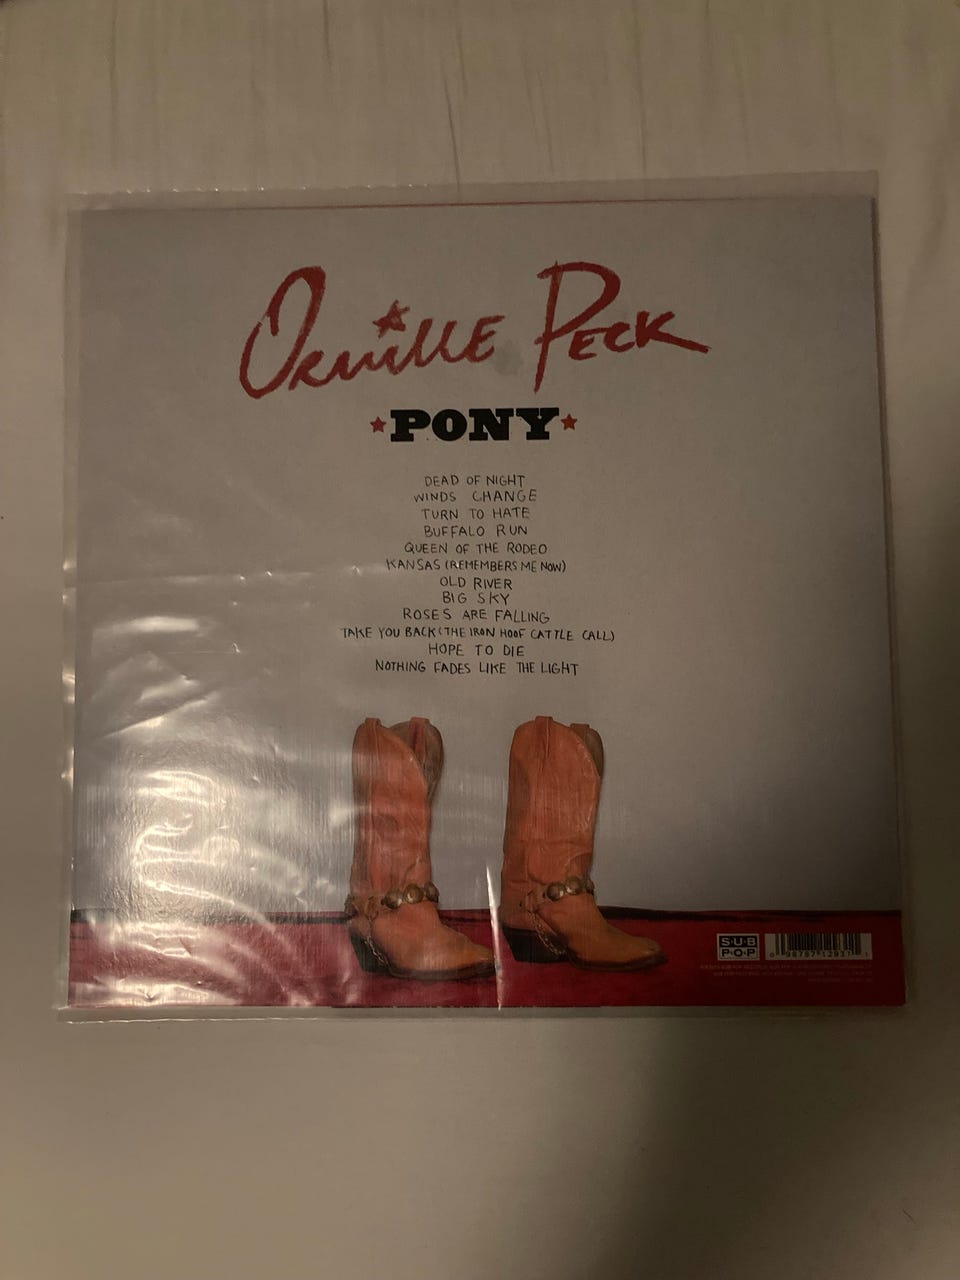 Orville Peck
PONY
DEAD OF NIGHT
WINDS CHANGE
TURN TO HATE
BUFFALO RUN
QUEEN OF THE RODEO
KANSAS (REMEMBERS ME NOW)
OLD RIVER
BIG SKY
ROSES ARE FALLING
TAKE YOU BACK (THE IRON HOOF CATTLE CALL)
HOPE TO DIE
NOTHING FADES LIKE THE LIGHT
SUB
POP